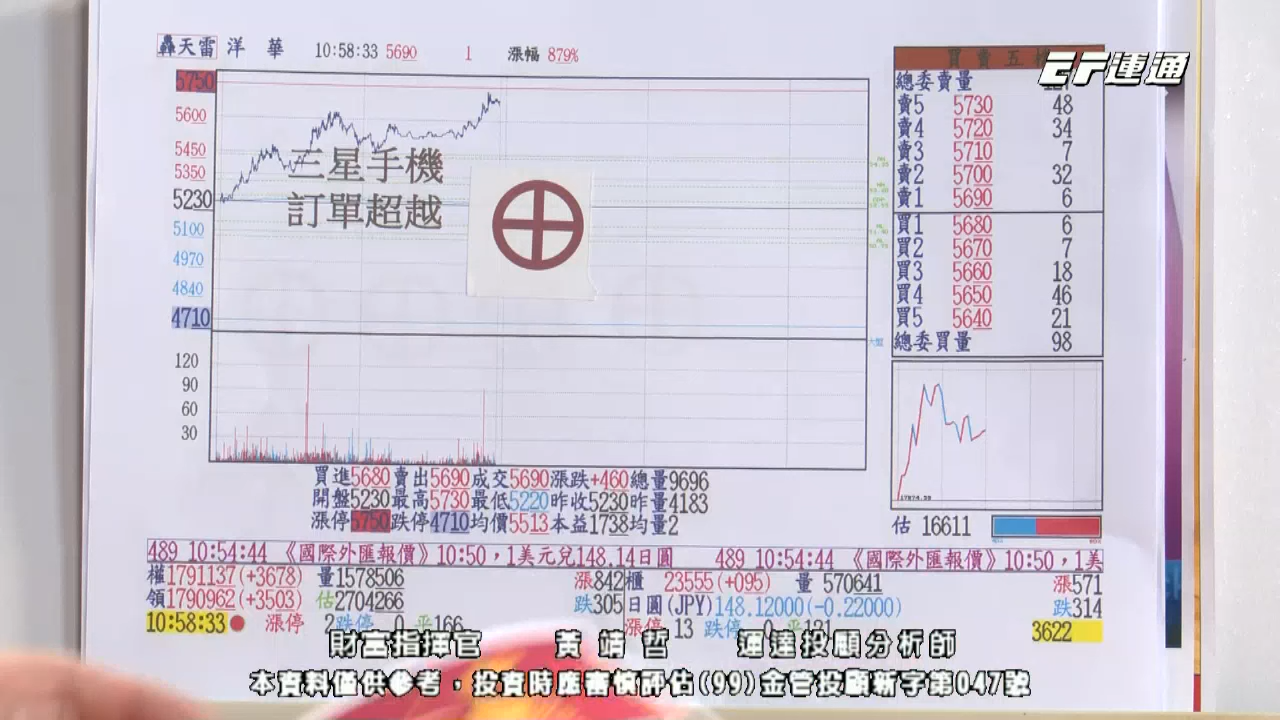 轟天雷 洋 華 10:58:33 5690 1 漲幅 879%
EF運通
5750
5600
5450
5350
5230
5100
4970
4840
4710
三星手機
訂單超越
120
90
60
30
總委賣量
賣5 5730 48
賣4 5720 34
賣3 5710 7
賣2 5700 32
賣1 5690 6
買1 5680 6
買2 5670 7
買3 5660 18
買4 5650 46
買5 5640 21
總委買量 98
大盤
估 16611
買進5680賣出5690成交5690漲跌+460總量9696
開盤5230最高5730最低5220昨收5230昨量4183
漲停5750跌停4710均價5513本益1738均量2
489 10:54:44 《國際外匯報價》10:50,1美元兌148.14日圓 489 10:54:44 《國際外匯報價》10:50,1美
權1791137(+3678) 量1578506 漲842 櫃 23555(+095) 量 570641 漲571
領1790962(+3503) 估2704266 跌305 日圓(JPY)148.12000(-0.22000) 跌314
10:58:33 漲停 2跌停 0 平166 漲停 13 跌停 0 平121 3622
財富指揮官 黃靖哲 運達投顧分析師
本資料僅供參考,投資時應審慎評估(99)金管投顧新字第047號